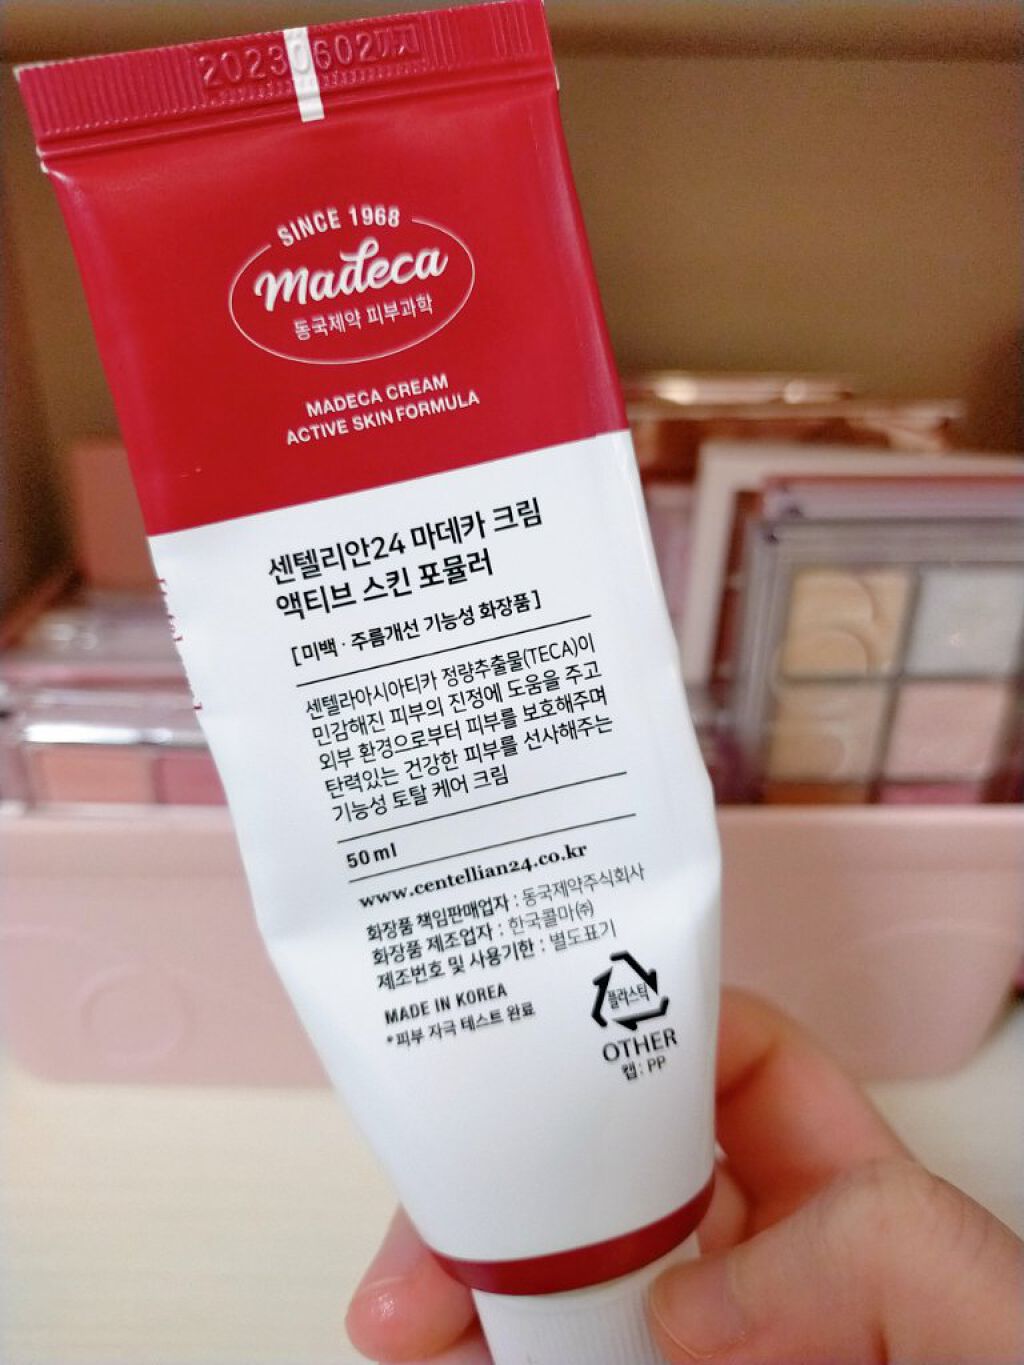 20230602까지
SINCE 1968
Madeca
동국제약 피부과학
MADECA CREAM
ACTIVE SKIN FORMULA
센텔리안24 마데카 크림
액티브 스킨 포뮬러
[미백 · 주름개선 기능성 화장품]
센텔라아시아티카 정량추출물(TECA)이
민감해진 피부의 진정에 도움을 주고
외부 환경으로부터 피부를 보호해주며
탄력있는 건강한 피부를 선사해주는
기능성 토탈 케어 크림
50ml
www.centellian24.co.kr
화장품 책임판매업자 : 동국제약주식회사
화장품 제조업자 : 한국콜마(주)
제조번호 및 사용기한 : 별도표기
MADE IN KOREA
*피부 자극 테스트 완료
플라스틱
OTHER
캡: PP